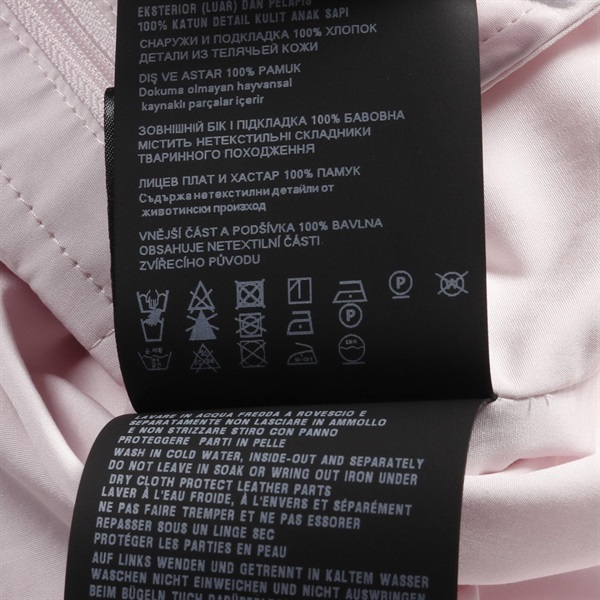 EKSTERIOR (LUAR) DAN PELAPIS
100% KATUN DETAIL KULIT ANAK SAPI
СНАРУЖИ И ПОДКЛАДКА 100% ХЛОПОК
ДЕТАЛИ ИЗ ТЕЛЯЧЬЕЙ КОЖИ
DIŞ VE ASTAR 100% PAMUK
Dokuma olmayan hayvansal
kaynaklı parçalar içerir
ЗОВНІШНІЙ БІК І ПІДКЛАДКА 100% БАВОВНА
МІСТИТЬ НЕТЕКСТИЛЬНІ СКЛАДНИКИ
ТВАРИННОГО ПОХОДЖЕННЯ
ЛИЦЕВ ПЛАТ И ХАСТАР 100% ПАМУК
Съдържа нетекстилни детайли от
животински произход
VNĚJŠÍ ČÁST A PODŠÍVKA 100% BAVLNA
OBSAHUJE NETEXTILNÍ ČÁSTI
ZVÍŘECÍHO PŮVODU
P
P
LAVARE IN ACQUA FREDDA A ROVESCIO E
SEPARATAMENTE NON LASCIARE IN AMMOLLO
E NON STRIZZARE STIRO CON PANNO
PROTEGGERE PARTI IN PELLE
WASH IN COLD WATER, INSIDE-OUT AND SEPARATELY
DO NOT LEAVE IN SOAK OR WRING OUT IRON UNDER
DRY CLOTH PROTECT LEATHER PARTS
LAVER À L'EAU FROIDE, À L'ENVERS ET SÉPARÉMENT
NE PAS FAIRE TREMPER ET NE PAS ESSORER
REPASSER SOUS UN LINGE SEC
PROTÉGER LES PARTIES EN PEAU
AUF LINKS WENDEN UND GETRENNT IN KALTEM WASSER
WASCHEN NICHT EINWEICHEN UND NICHT AUSWRINGEN
BEIM BÜGELN TUCH DARÜBER